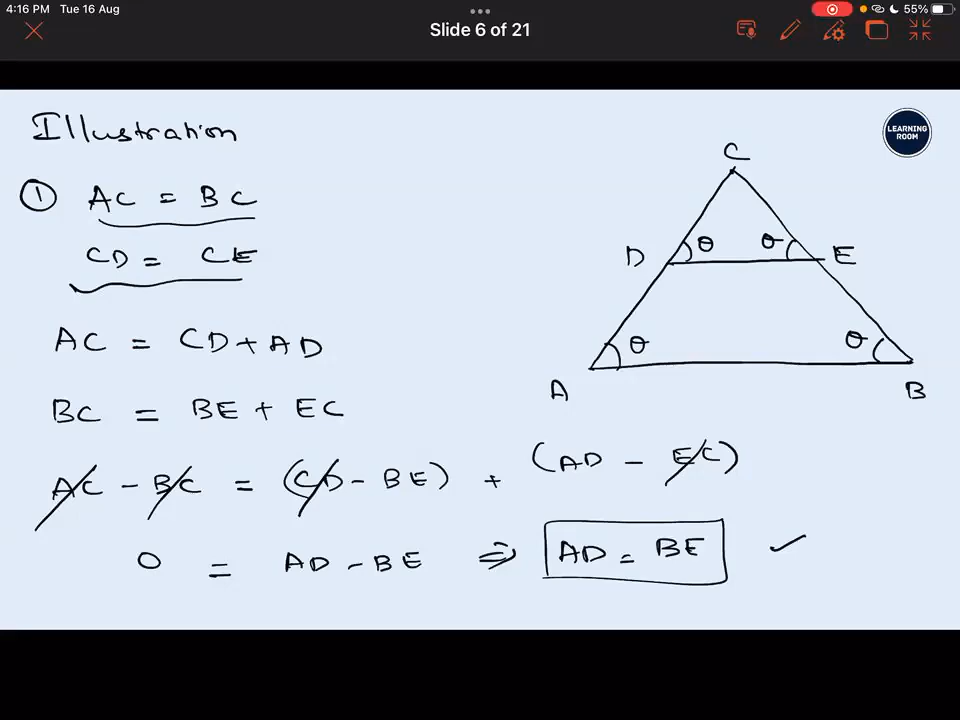 4:16 PM Tue 16 Aug
55%
Slide 6 of 21
Illustration
LEARNING
ROOM
① AC = BC
CD = CE
AC = CD + AD
BC = BE + EC
AC - BC = (CD - BE) + (AD - EC)
0 = AD - BE ⇒ AD = BE ✓
C
D θ θ E
θ θ
A B